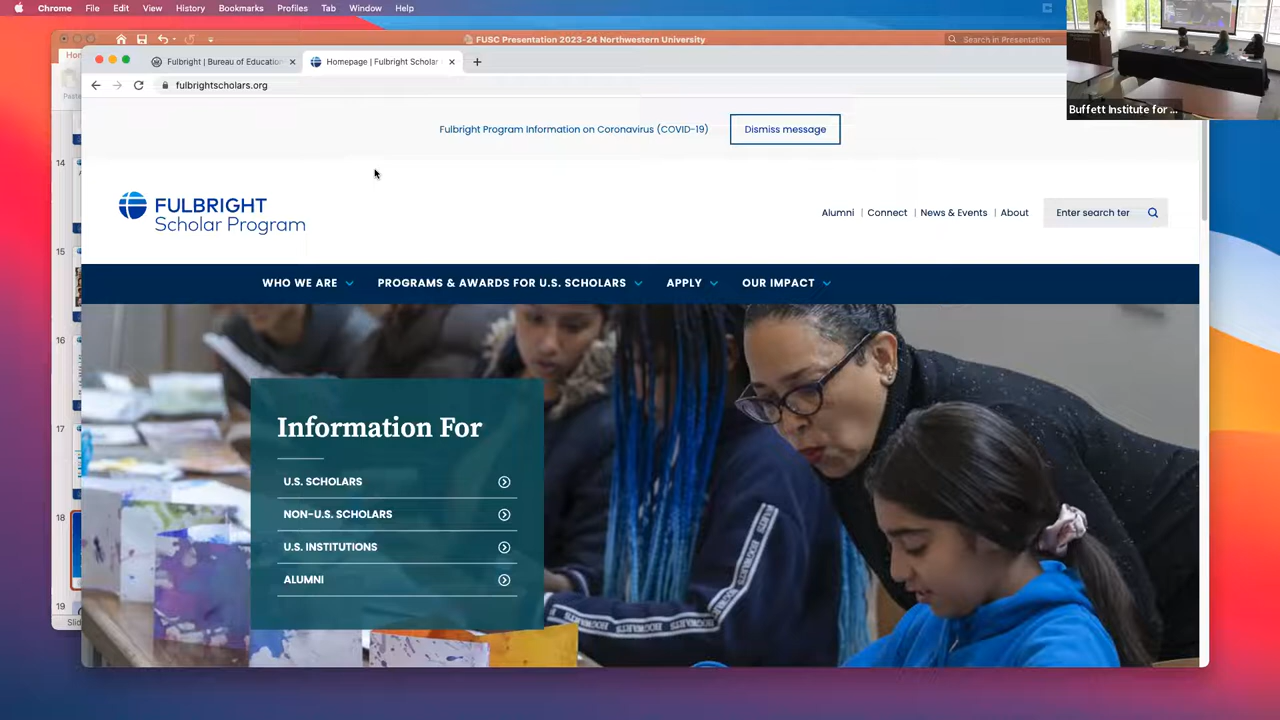 Chrome File Edit View History Bookmarks Profiles Tab Window Help
FUSC Presentation 2023-24 Northwestern University
Search in Presentation
Fulbright | Bureau of Education
Homepage | Fulbright Scholar
fulbrightscholars.org
Buffett Institute for ...
Fulbright Program Information on Coronavirus (COVID-19)
Dismiss message
FULBRIGHT
Scholar Program
Alumni | Connect | News & Events | About
Enter search ter
WHO WE ARE PROGRAMS & AWARDS FOR U.S. SCHOLARS APPLY OUR IMPACT
Information For
U.S. SCHOLARS
NON-U.S. SCHOLARS
U.S. INSTITUTIONS
ALUMNI
HOGWARTS
14
15
16
17
18
19